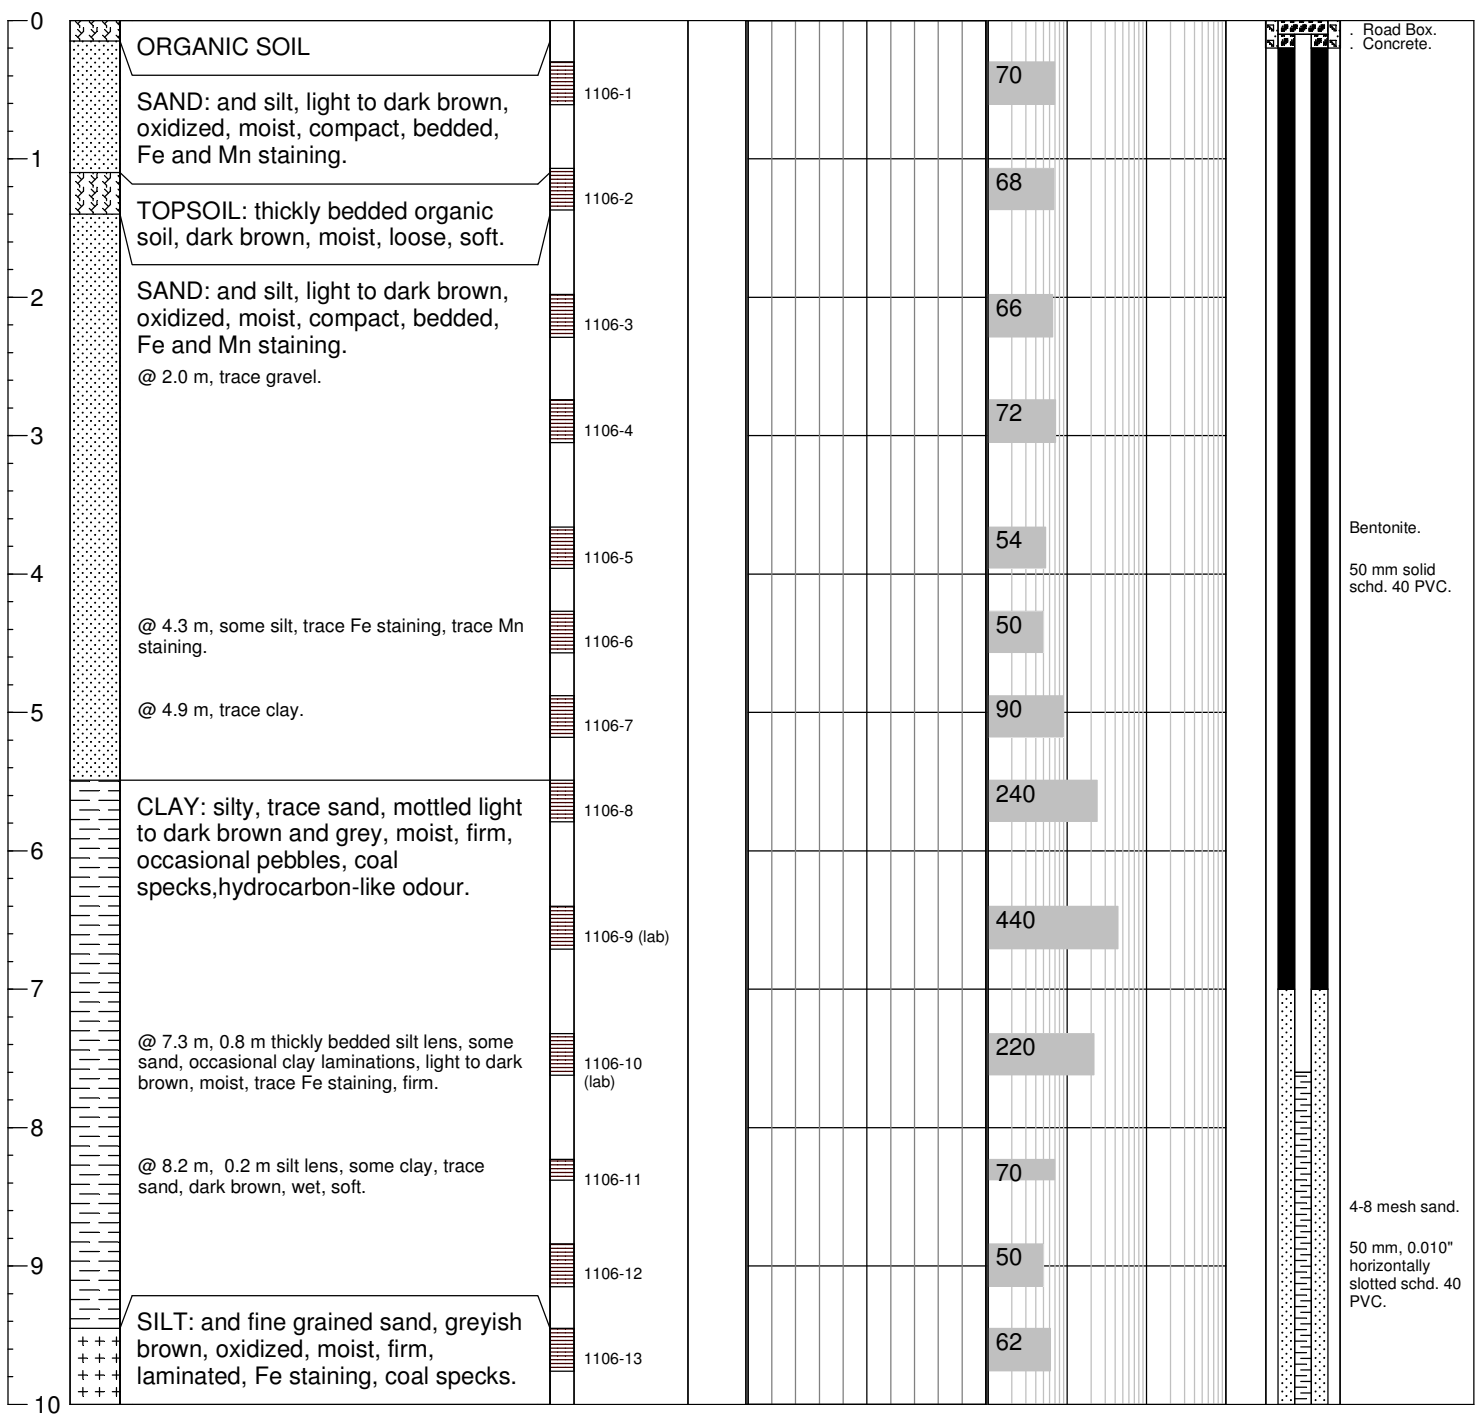 0
ORGANIC SOIL
SAND: and silt, light to dark brown,
oxidized, moist, compact, bedded,
Fe and Mn staining.
1
TOPSOIL: thickly bedded organic
soil, dark brown, moist, loose, soft.
SAND: and silt, light to dark brown,
oxidized, moist, compact, bedded,
Fe and Mn staining.
@ 2.0 m, trace gravel.
2
3
4
@ 4.3 m, some silt, trace Fe staining, trace Mn
staining.
@ 4.9 m, trace clay.
5
CLAY: silty, trace sand, mottled light
to dark brown and grey, moist, firm,
occasional pebbles, coal
specks,hydrocarbon-like odour.
6
7
@ 7.3 m, 0.8 m thickly bedded silt lens, some
sand, occasional clay laminations, light to dark
brown, moist, trace Fe staining, firm.
8
@ 8.2 m, 0.2 m silt lens, some clay, trace
sand, dark brown, wet, soft.
9
SILT: and fine grained sand, greyish
brown, oxidized, moist, firm,
laminated, Fe staining, coal specks.
10
1106-1
1106-2
1106-3
1106-4
1106-5
1106-6
1106-7
1106-8
1106-9 (lab)
1106-10
(lab)
1106-11
1106-12
1106-13
70
68
66
72
54
50
90
240
440
220
70
50
62
. Road Box.
. Concrete.
Bentonite.
50 mm solid
schd. 40 PVC.
4-8 mesh sand.
50 mm, 0.010"
horizontally
slotted schd. 40
PVC.